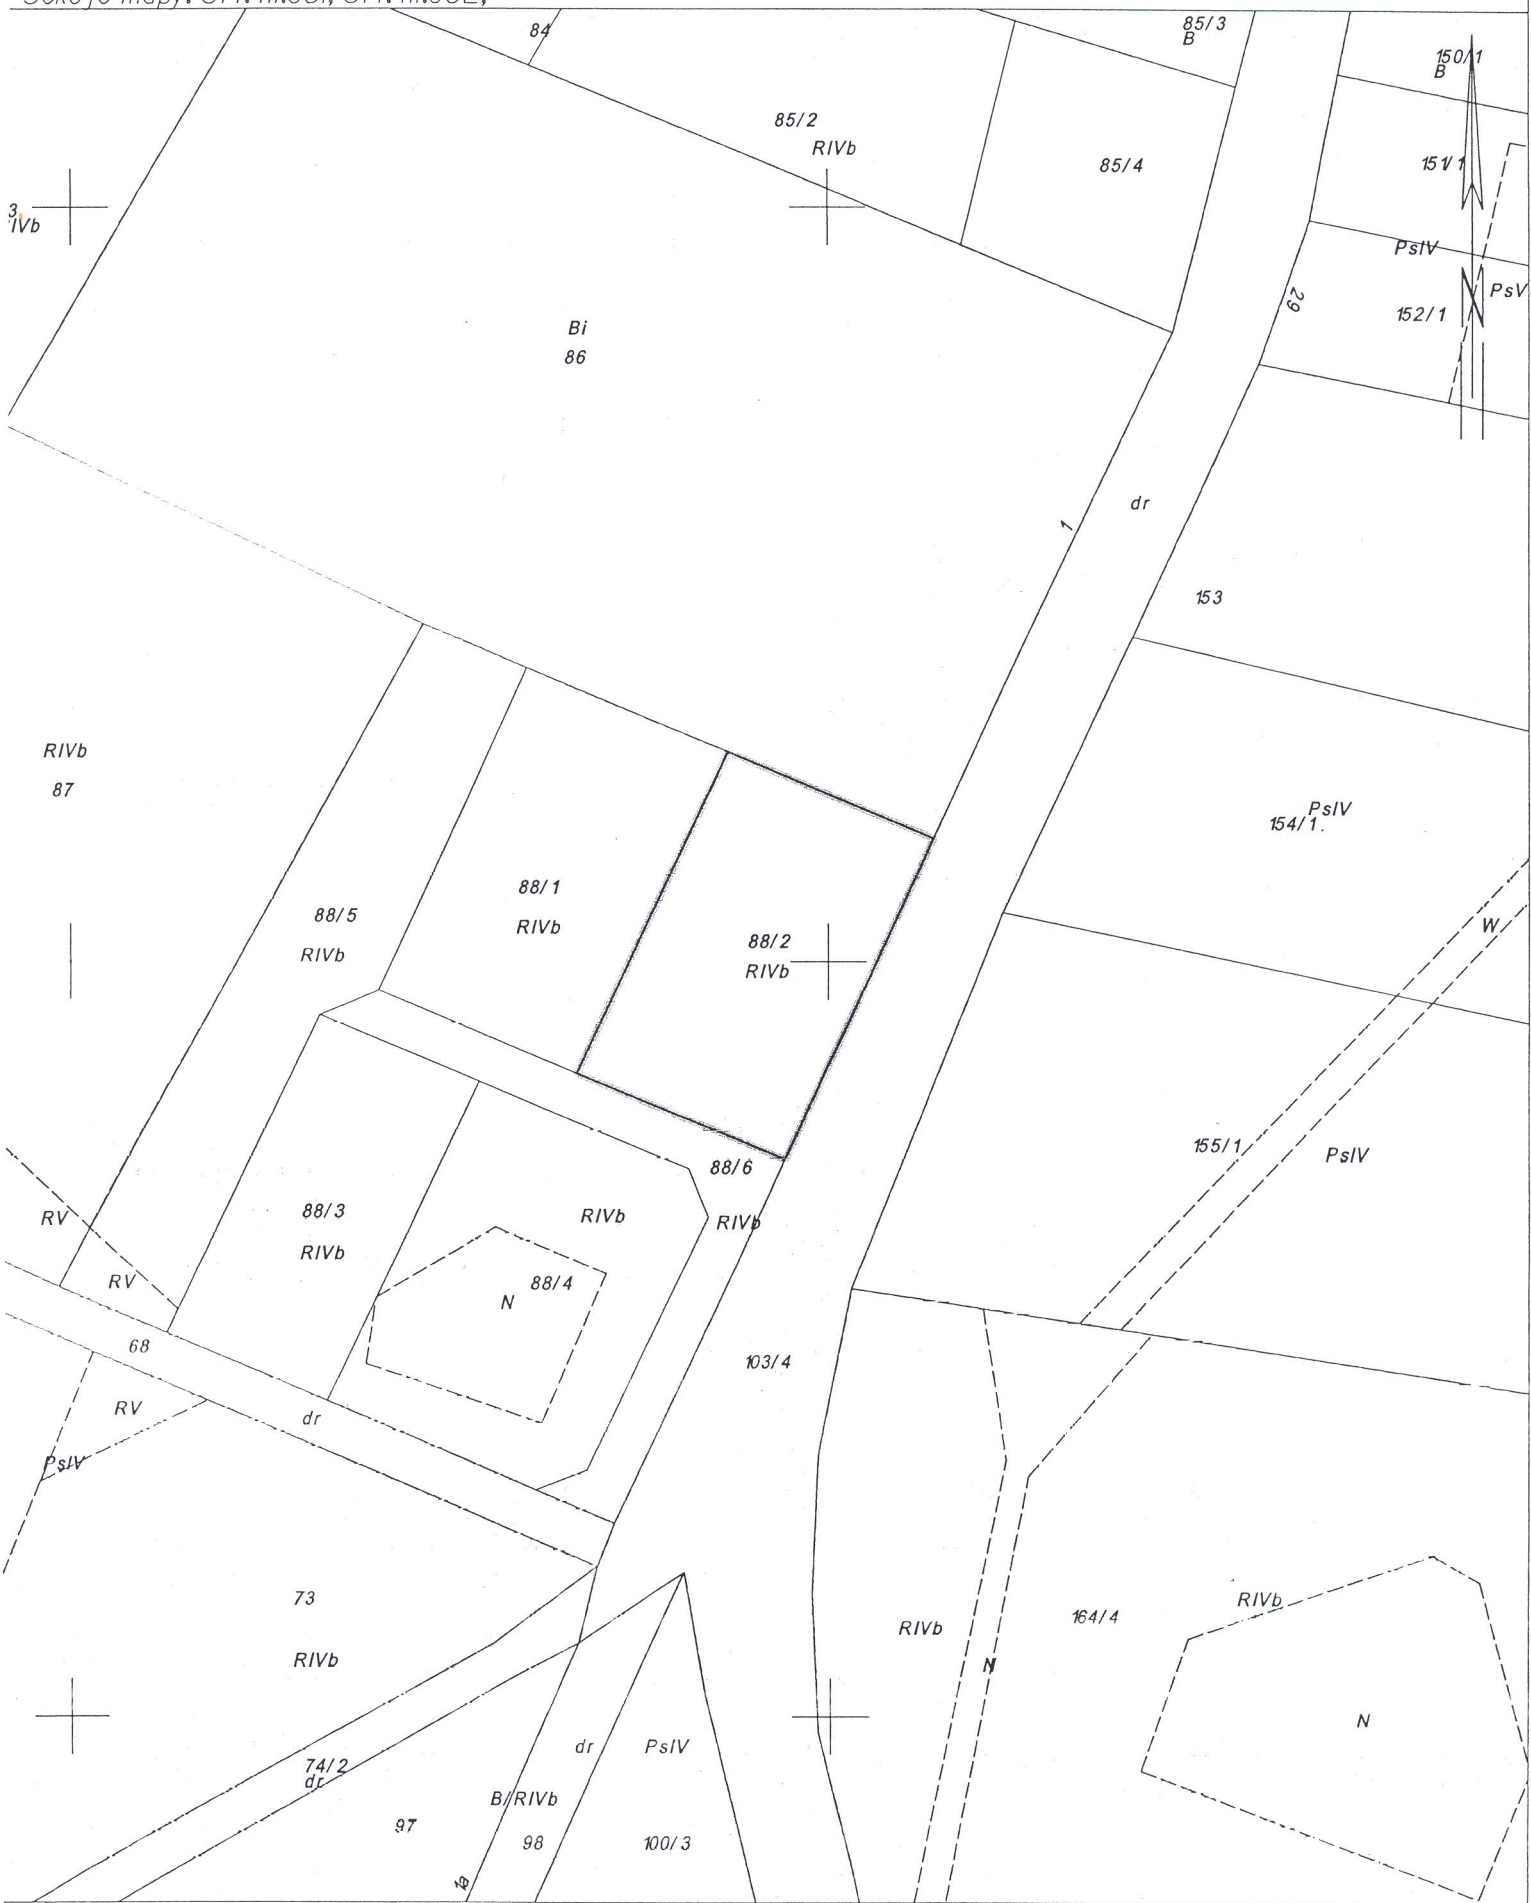 84
85/3
B
150/1
B
85/2
RIVb
85/4
151/1
3
IVb
PsIV
PsV
29
152/1
N
Bi
86
dr
1
153
RIVb
87
PsIV
154/1
88/1
RIVb
88/5
RIVb
88/2
RIVb
W
155/1
PsIV
88/6
RIVb
RV
88/3
RIVb
RIVb
88/4
N
RV
68
103/4
RV
dr
PsIV
73
RIVb
RIVb
164/4
RIVb
N
N
74/2
dr
dr
PsIV
B/RIVb
97
98
100/3
1a